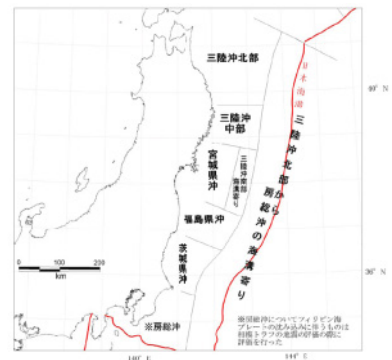 三陸沖北部
日本海溝
40° N
三陸沖
中部
三陸沖北部から
房総沖の海溝寄り
宮城県沖
三陸沖南部
海溝寄り
福島県沖
茨城県沖
0 100 200
km
36° N
※房総沖
※房総沖についてフィリピン海
プレートの沈み込みに伴うものは
相模トラフの地震の評価の際に
評価を行った
140° E
144° E